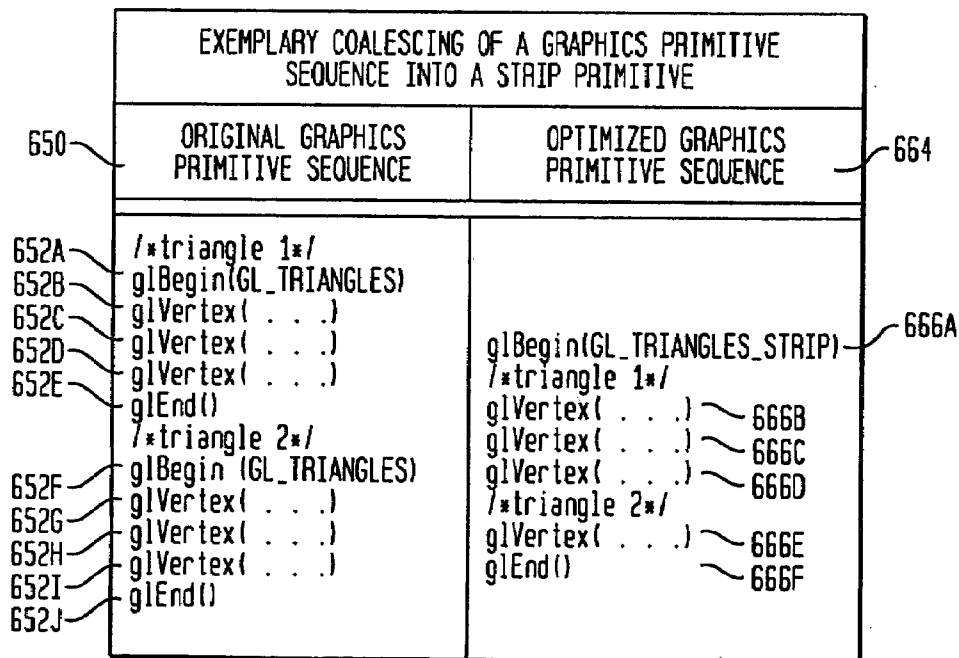 EXEMPLARY COALESCING OF A GRAPHICS PRIMITIVE
SEQUENCE INTO A STRIP PRIMITIVE
650
ORIGINAL GRAPHICS
PRIMITIVE SEQUENCE
OPTIMIZED GRAPHICS
PRIMITIVE SEQUENCE
664
652A
/*triangle 1*/
glBegin(GL_TRIANGLES)
652B
glVertex( . . .)
652C
glVertex( . . .)
652D
glVertex( . . .)
652E
glEnd()
/*triangle 2*/
652F
glBegin (GL_TRIANGLES)
652G
glVertex( . . .)
652H
glVertex( . . .)
652I
glVertex( . . .)
652J
glEnd()
glBegin(GL_TRIANGLES_STRIP)
666A
/*triangle 1*/
glVertex( . . .)
666B
glVertex( . . .)
666C
glVertex( . . .)
666D
/*triangle 2*/
glVertex( . . .)
666E
glEnd()
666F